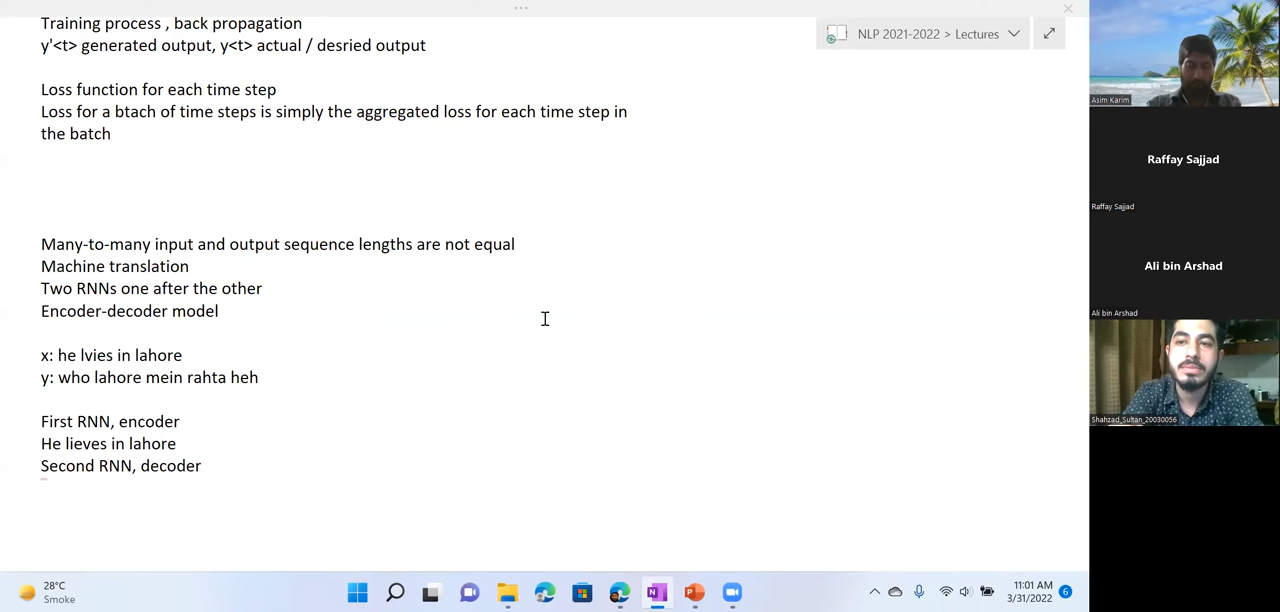 Training process , back propagation
y'<t> generated output, y<t> actual / desried output
NLP 2021-2022 > Lectures
Loss function for each time step
Loss for a btach of time steps is simply the aggregated loss for each time step in
the batch
Many-to-many input and output sequence lengths are not equal
Machine translation
Two RNNs one after the other
Encoder-decoder model
x: he lvies in lahore
y: who lahore mein rahta heh
First RNN, encoder
He lieves in lahore
Second RNN, decoder
Asim Karim
Raffay Sajjad
Raffay Sajjad
Ali bin Arshad
Ali bin Arshad
Shahzad_Sultan_20030056
28°C
Smoke
11:01 AM
3/31/2022
6